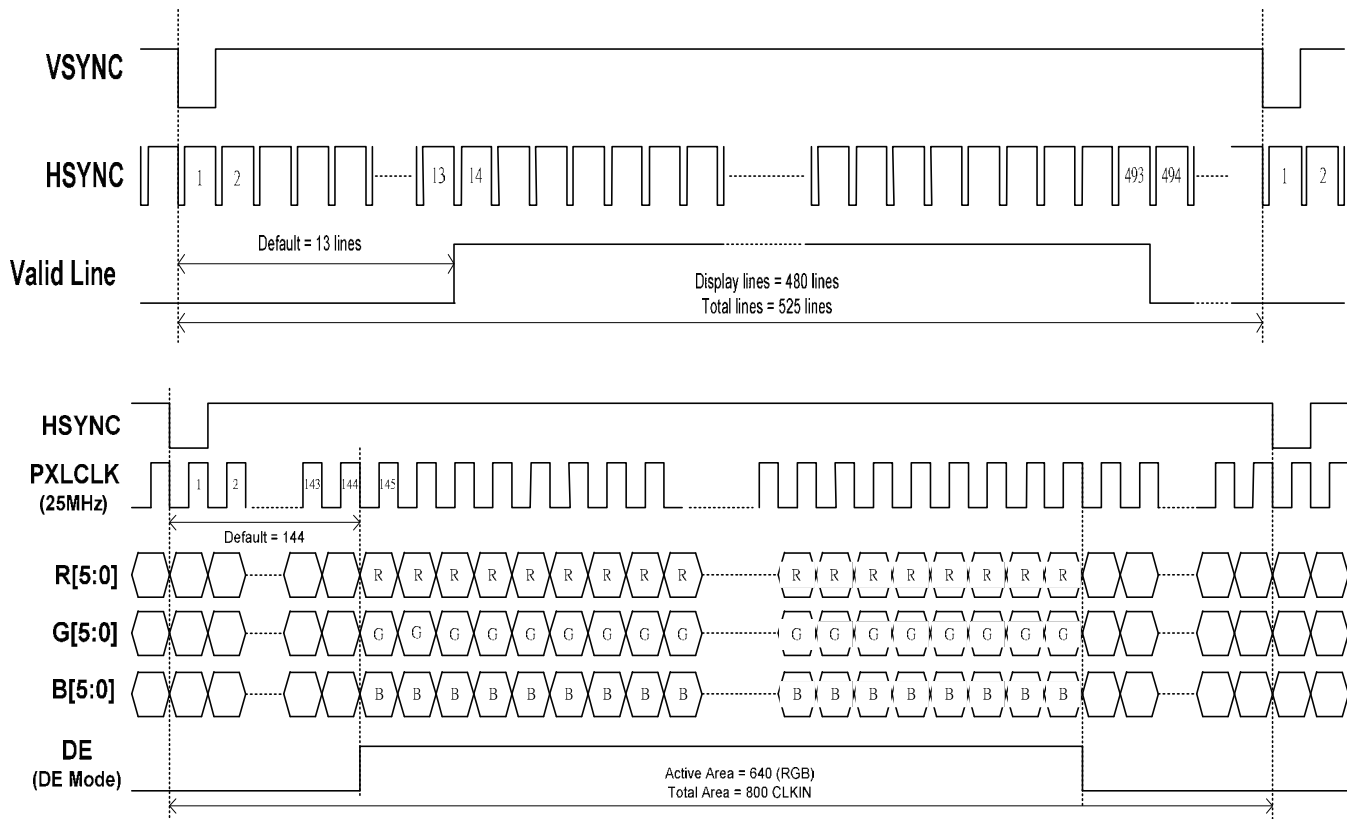 VSYNC
HSYNC
1 2 13 14 493 494 1 2
Default = 13 lines
Valid Line
Display lines = 480 lines
Total lines = 525 lines
HSYNC
PXLCLK
(25MHz)
1 2 143 144 145
Default = 144
R[5:0]
R R R R R R R R R R R R R R R R R
G[5:0]
G G G G G G G G G G G G G G G G G
B[5:0]
B B B B B B B B B B B B B B B B B
DE
(DE Mode)
Active Area = 640 (RGB)
Total Area = 800 CLKIN